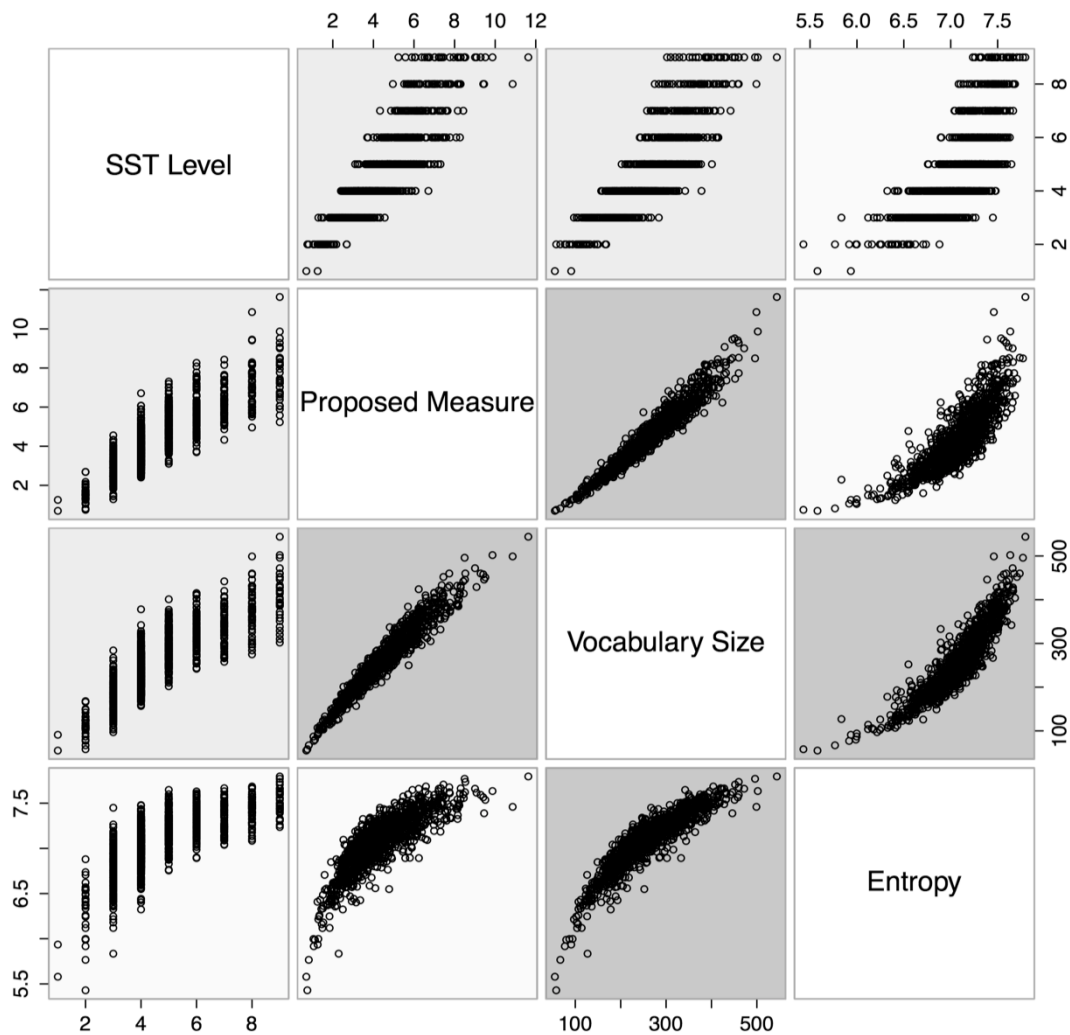 2 4 6 8 10 12
5.5 6.0 6.5 7.0 7.5
SST Level
8
6
4
2
10
8
6
4
2
Proposed Measure
Vocabulary Size
500
300
100
7.5
6.5
5.5
Entropy
2 4 6 8
100 300 500